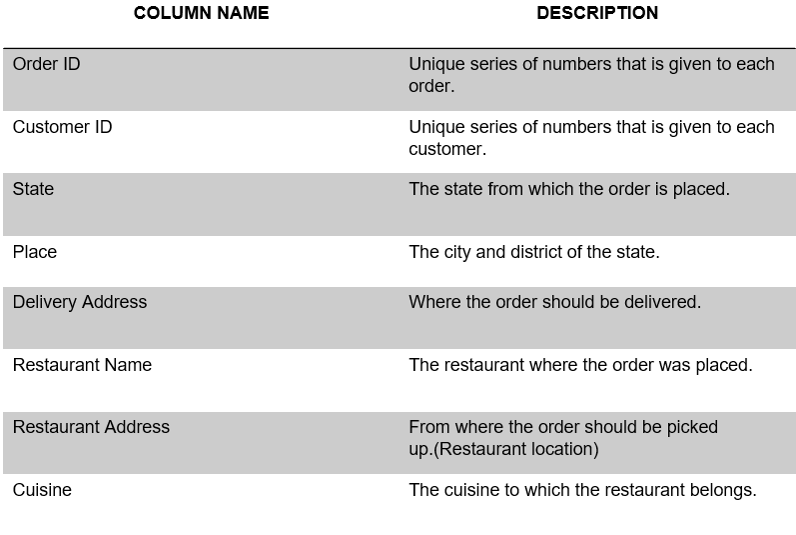 COLUMN NAME DESCRIPTION
Order ID Unique series of numbers that is given to each
order.
Customer ID Unique series of numbers that is given to each
customer.
State The state from which the order is placed.
Place The city and district of the state.
Delivery Address Where the order should be delivered.
Restaurant Name The restaurant where the order was placed.
Restaurant Address From where the order should be picked
up.(Restaurant location)
Cuisine The cuisine to which the restaurant belongs.